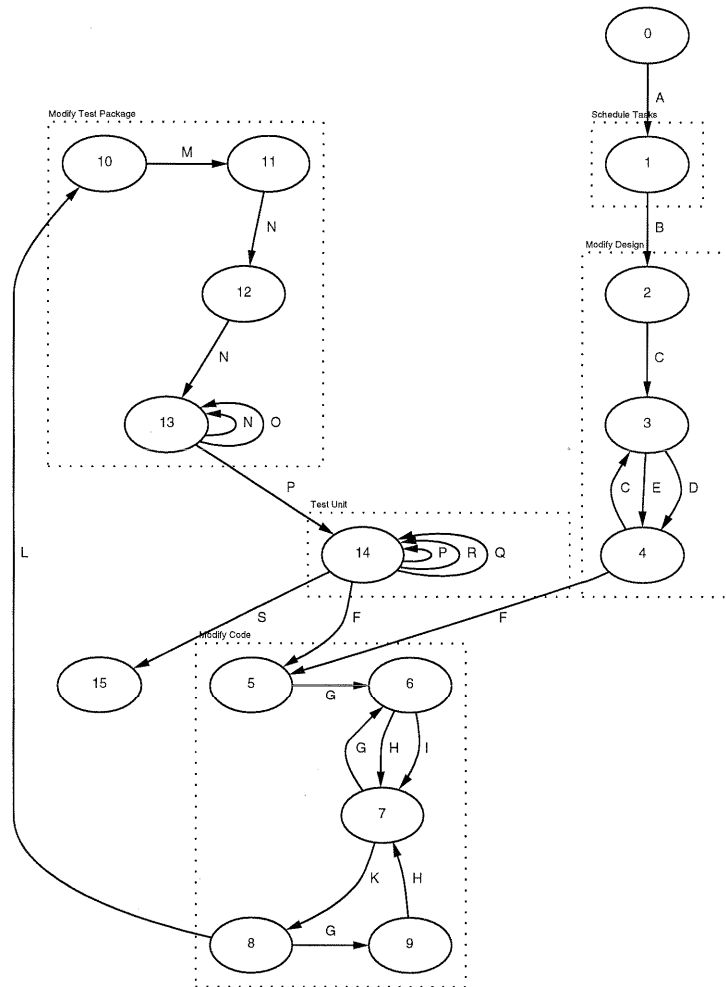 0
A
Modify Test Package
Schedule Tasks
10
M
11
1
N
B
Modify Design
12
2
N
C
13
N
O
3
P
C
E
D
Test Unit
14
P
R
Q
4
L
S
F
F
Modify Code
15
5
G
6
G
H
I
7
K
H
8
G
9